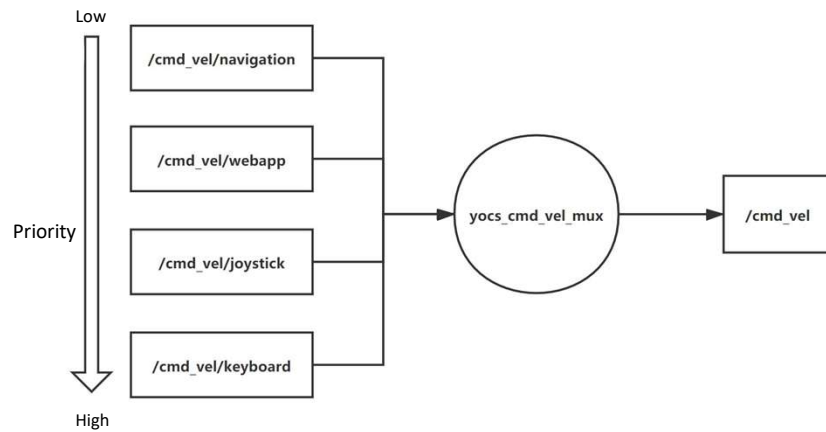 Low
/cmd_vel/navigation
/cmd_vel/webapp
yocs_cmd_vel_mux
/cmd_vel
Priority
/cmd_vel/joystick
/cmd_vel/keyboard
High